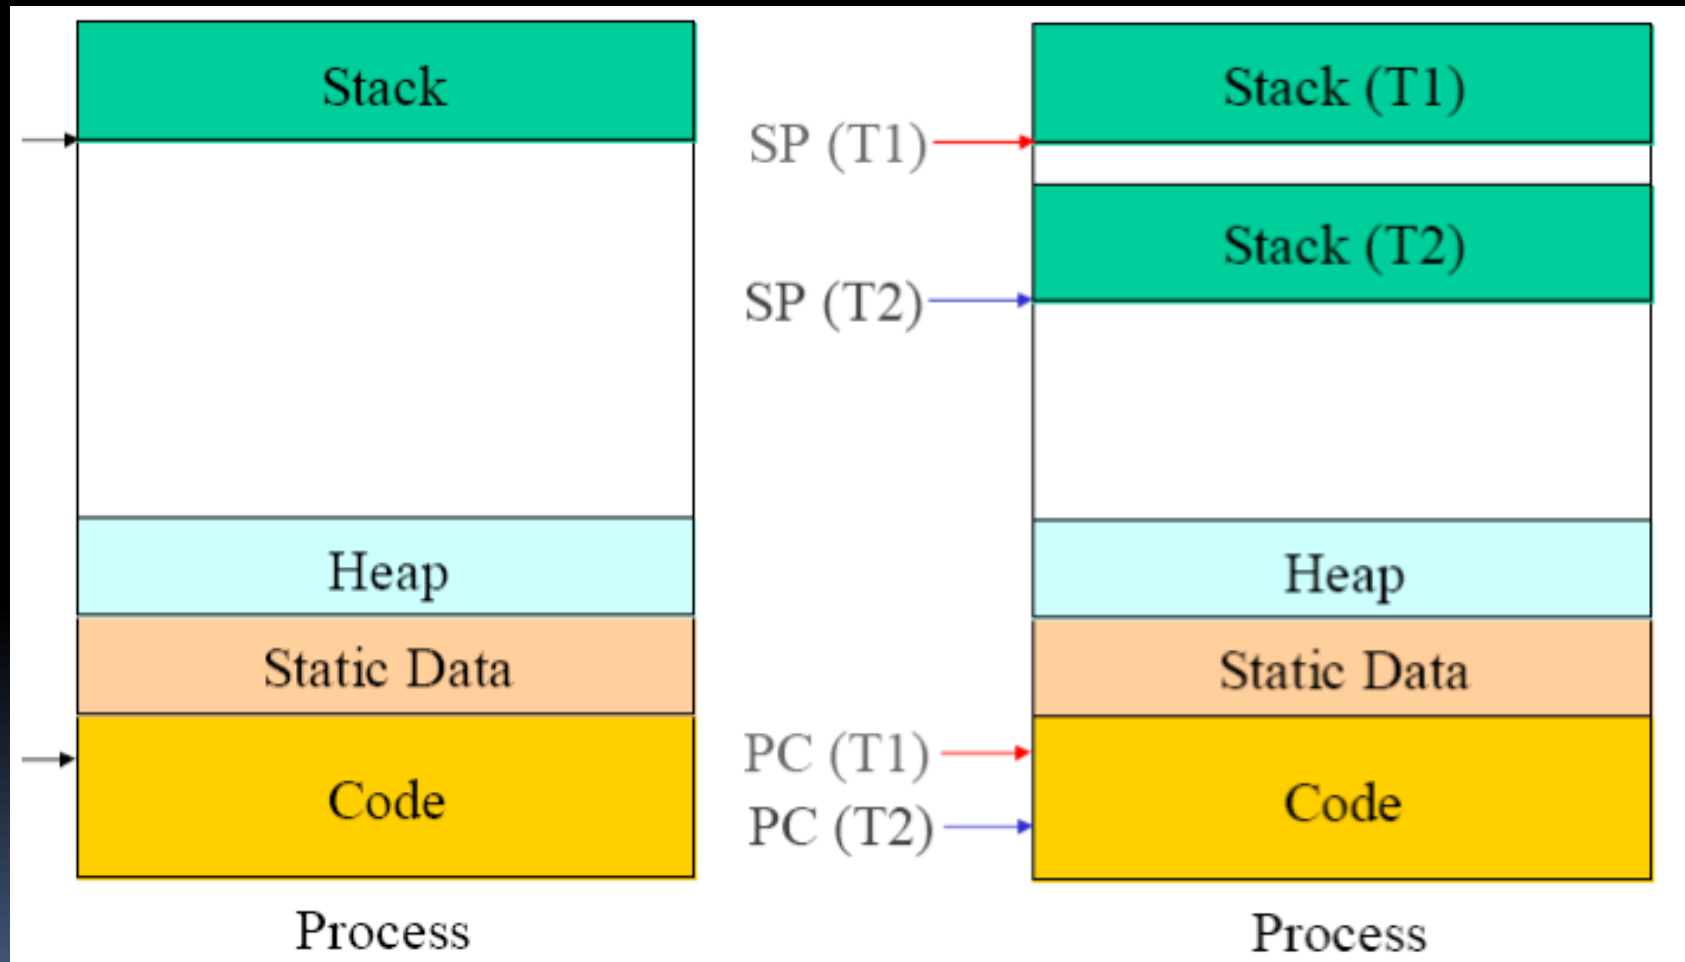 Stack
Heap
Static Data
Code
Process
SP (T1)
SP (T2)
PC (T1)
PC (T2)
Stack (T1)
Stack (T2)
Heap
Static Data
Code
Process